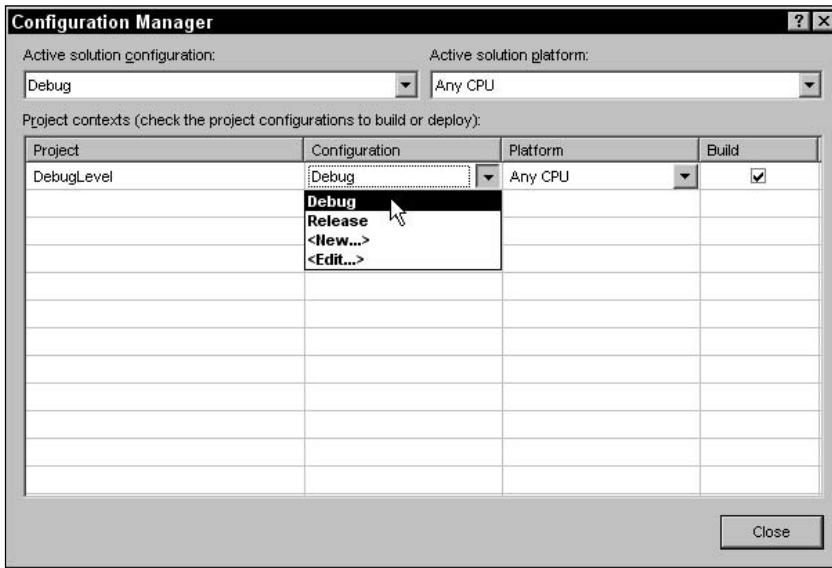 Configuration Manager
Active solution configuration: Active solution platform:
Debug Any CPU
Project contexts (check the project configurations to build or deploy):
Project Configuration Platform Build
DebugLevel Debug Any CPU
Debug
Release
<New...>
<Edit...>
Close